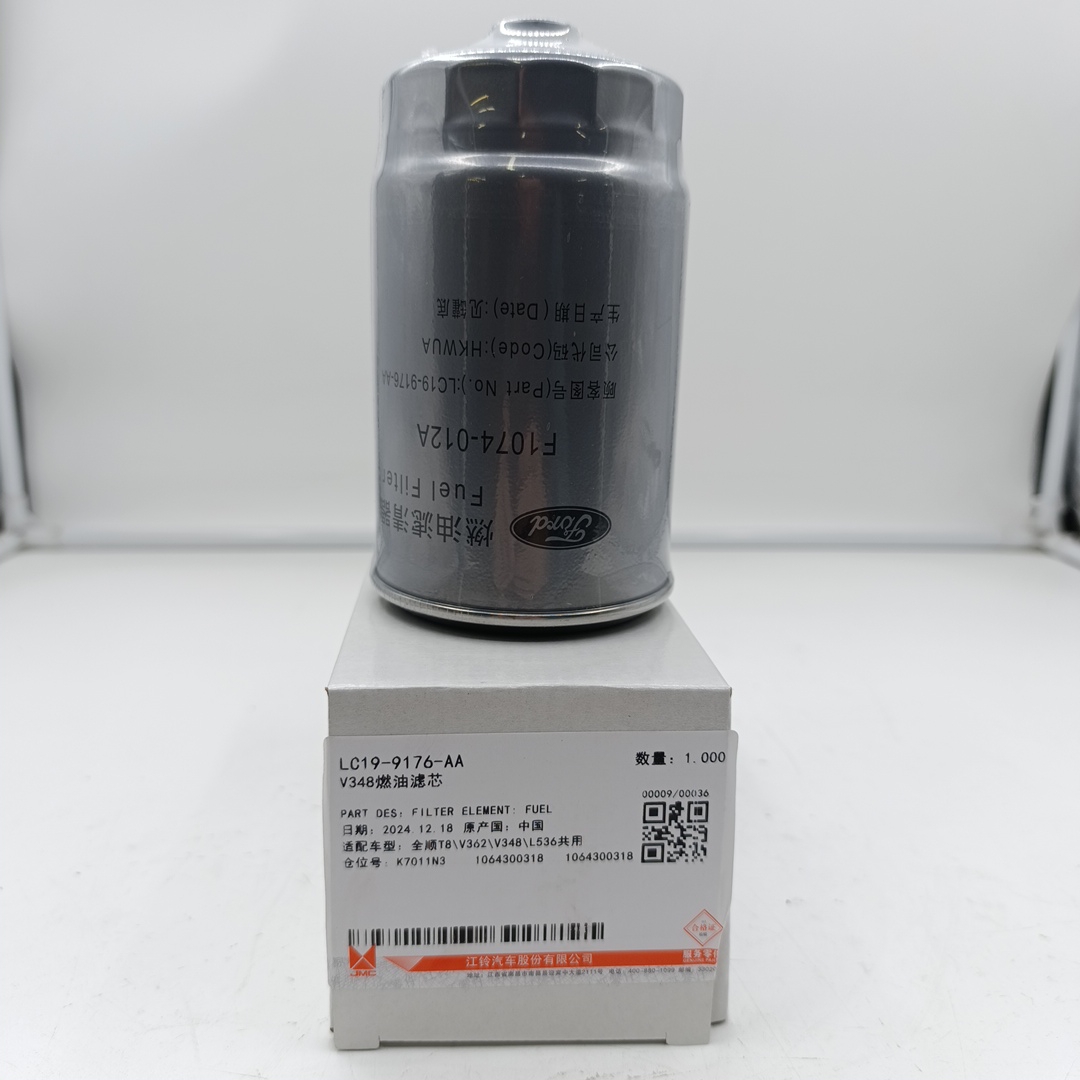 Ford
燃油滤清器
Fuel Filter
F1074-012A
顾客图号(Part No.):LC19-9176-AA
公司代码(Code):HKWUA
生产日期(Date):见罐底
LC19-9176-AA
数量: 1.000
V348燃油滤芯
00009/00036
PART DES: FILTER ELEMENT: FUEL
日期: 2024.12.18 原产国: 中国
适配车型: 全顺T8\V362\V348\L536共用
仓位号: K7011N3 1064300318 1064300318
合格证
JMC
江铃汽车股份有限公司
服务零件